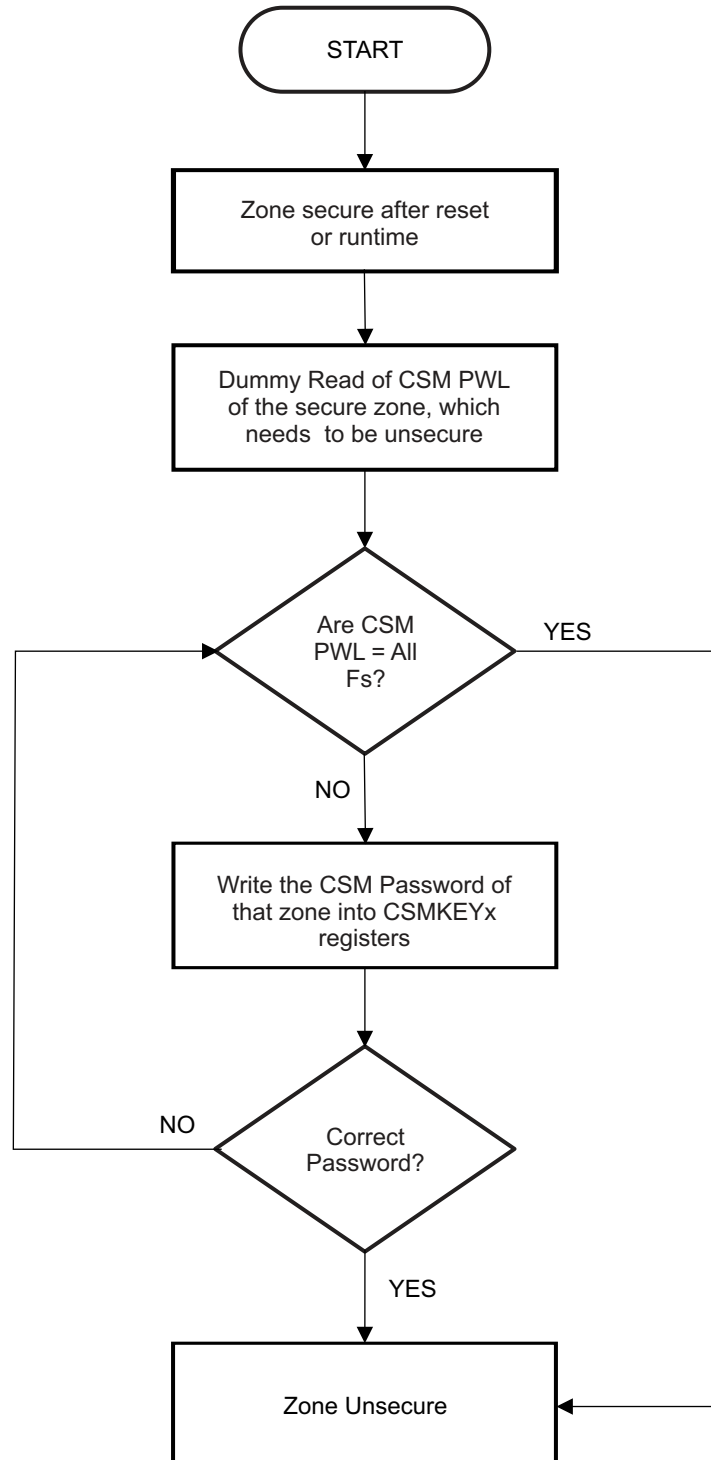 START
Zone secure after reset
or runtime
Dummy Read of CSM PWL
of the secure zone, which
needs to be unsecure
Are CSM
PWL = All
Fs?
YES
NO
Write the CSM Password of
that zone into CSMKEYx
registers
NO
Correct
Password?
YES
Zone Unsecure